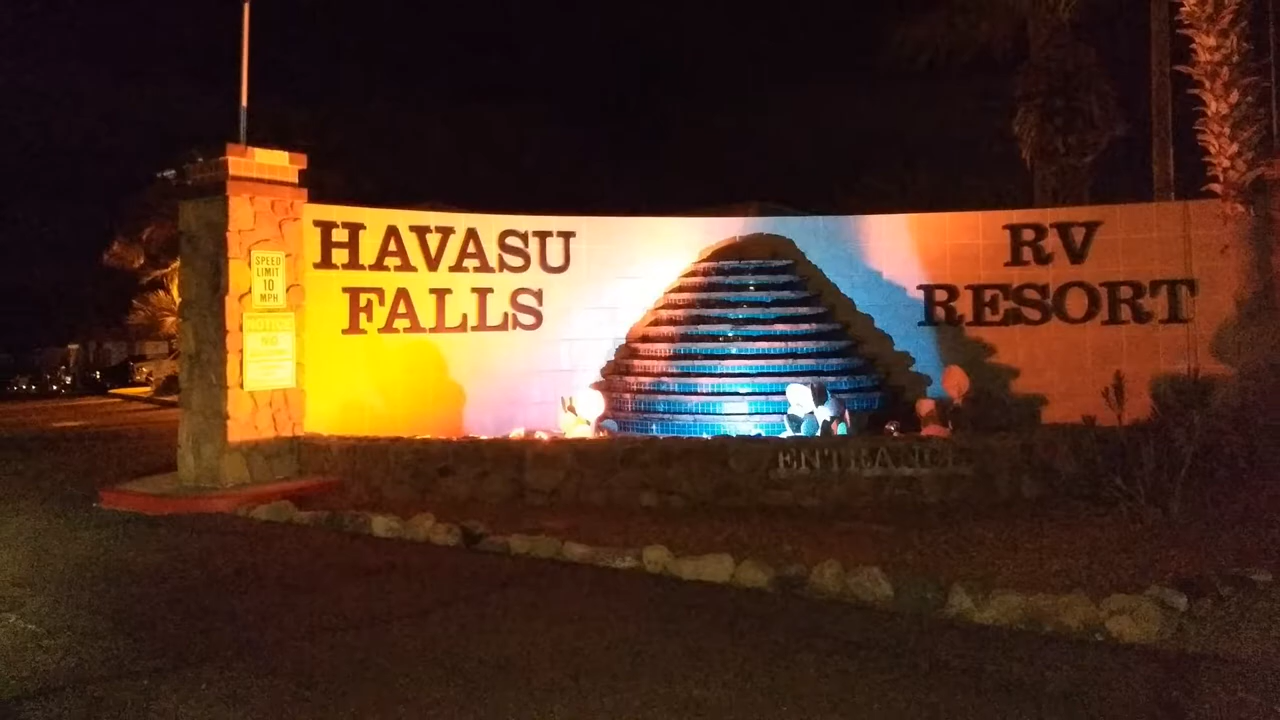 HAVASU
FALLS
RV
RESORT
SPEED
LIMIT
10
MPH
NOTICE
NO
ENTRANCE